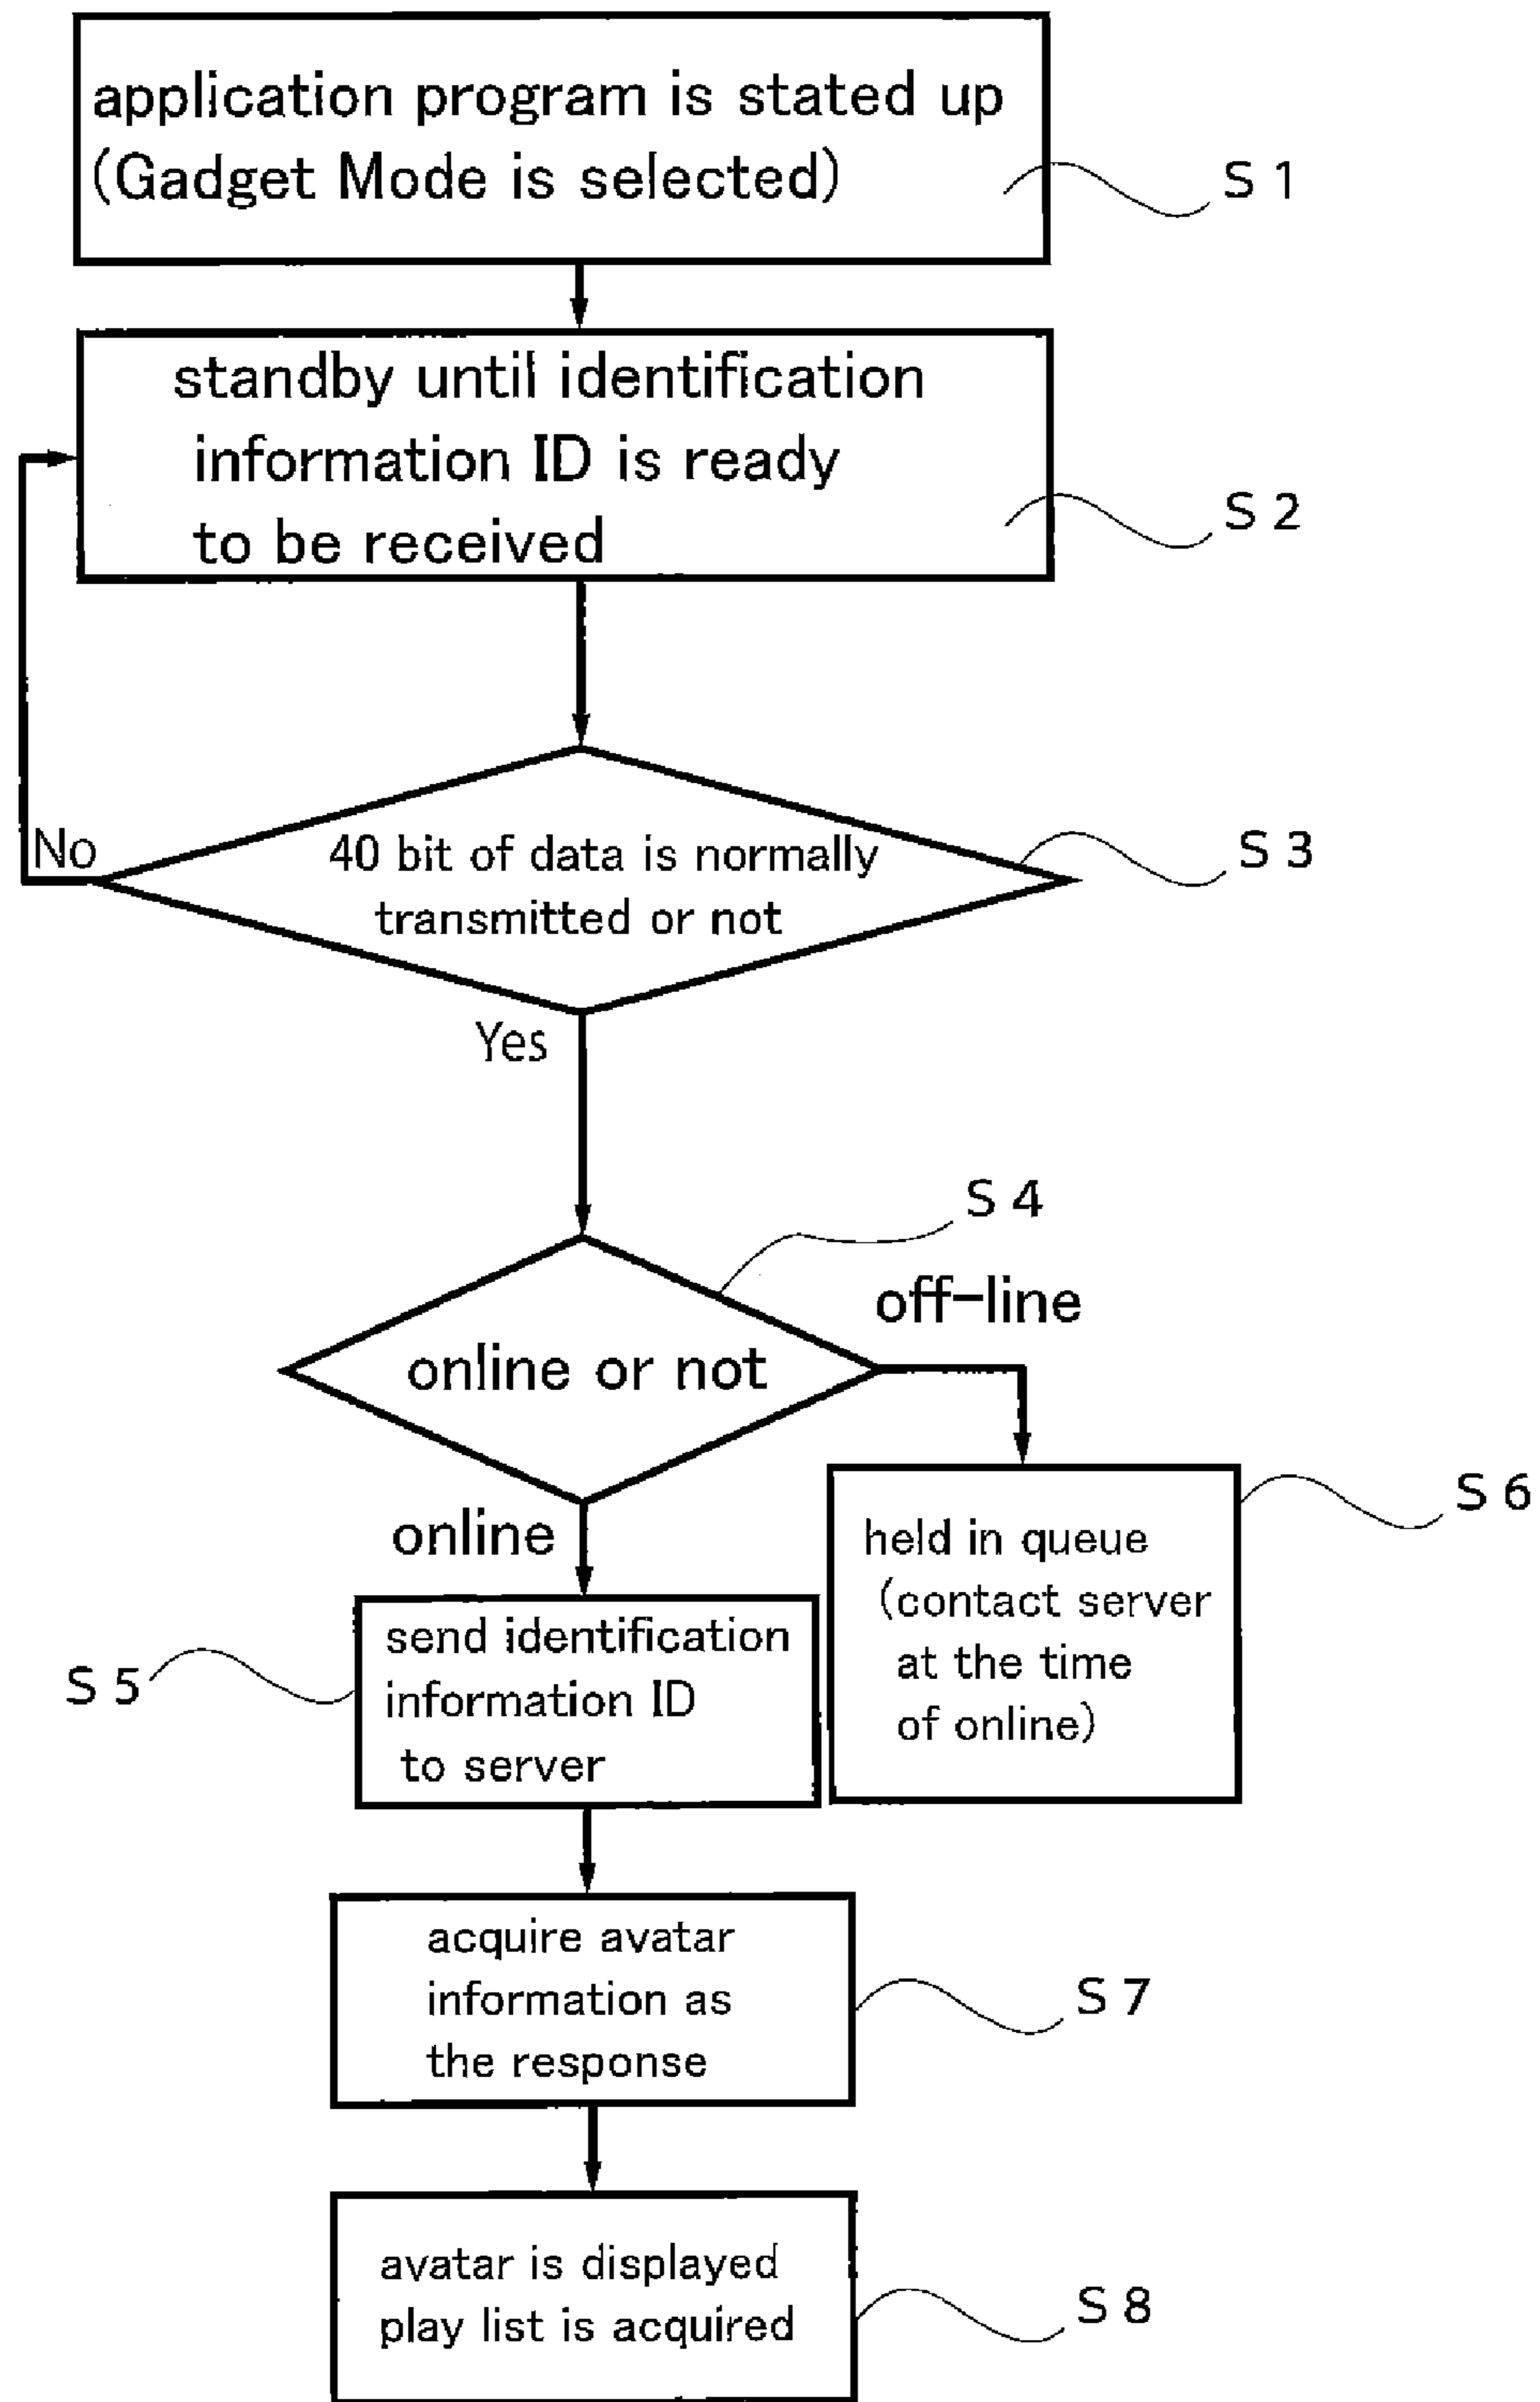 application program is stated up
(Gadget Mode is selected)
S 1
standby until identification
information ID is ready
to be received
S 2
No
40 bit of data is normally
transmitted or not
S 3
Yes
S 4
off-line
online or not
online
held in queue
(contact server
at the time
of online)
S 6
send identification
information ID
to server
S 5
acquire avatar
information as
the response
S 7
avatar is displayed
play list is acquired
S 8